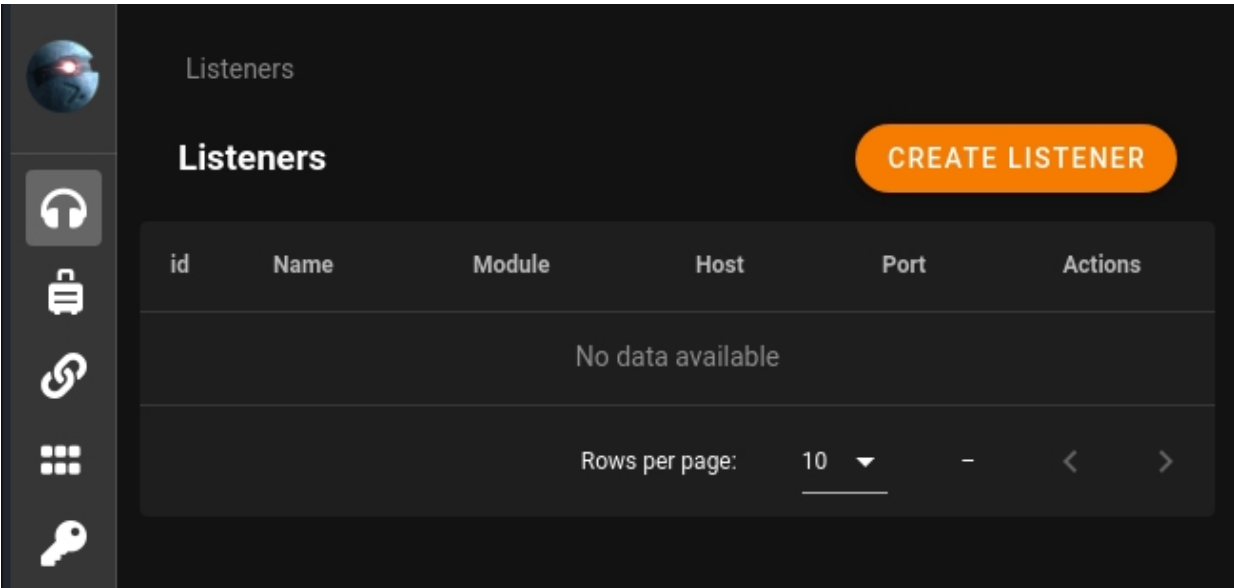 Listeners
Listeners CREATE LISTENER
id Name Module Host Port Actions
No data available
Rows per page: 10 –